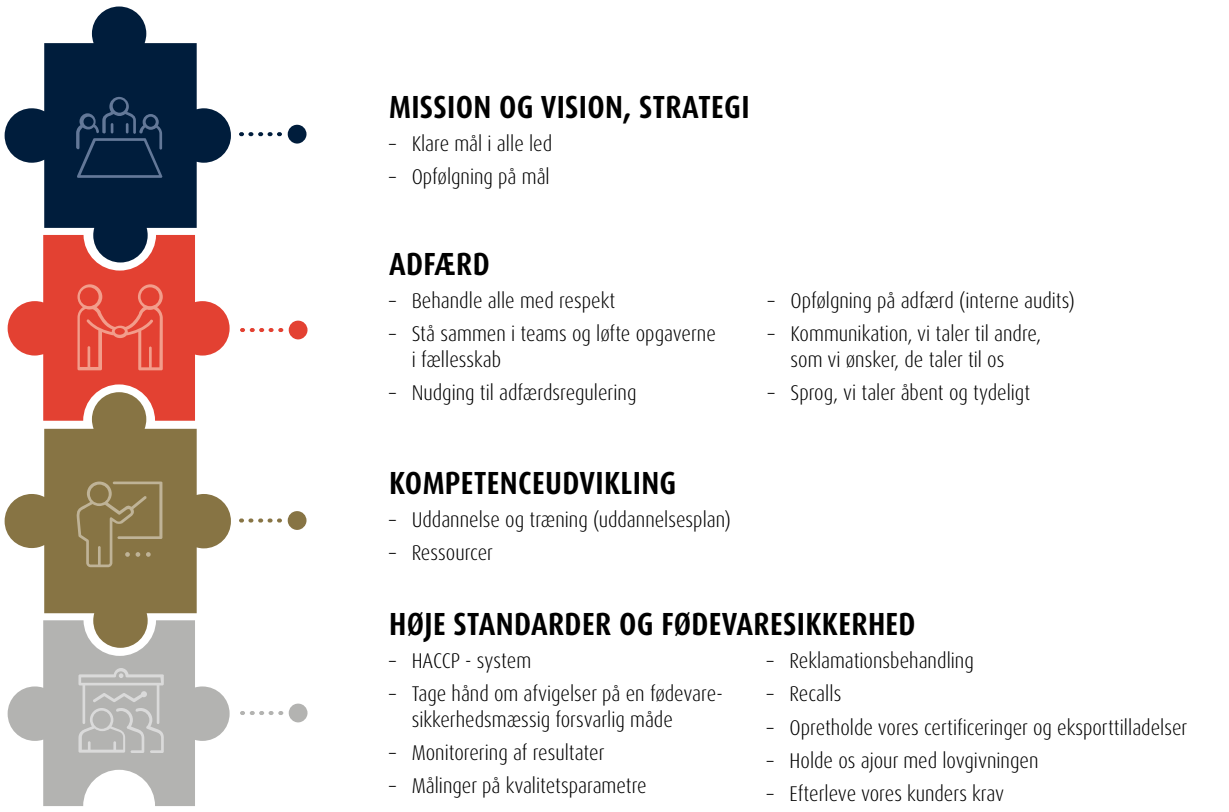 MISSION OG VISION, STRATEGI
– Klare mål i alle led
– Opfølgning på mål
ADFÆRD
– Behandle alle med respekt
– Stå sammen i teams og løfte opgaverne
i fællesskab
– Nudging til adfærdsregulering
– Opfølgning på adfærd (interne audits)
– Kommunikation, vi taler til andre,
som vi ønsker, de taler til os
– Sprog, vi taler åbent og tydeligt
KOMPETENCEUDVIKLING
– Uddannelse og træning (uddannelsesplan)
– Ressourcer
HØJE STANDARDER OG FØDEVARESIKKERHED
– HACCP - system
– Tage hånd om afvigelser på en fødevare-
sikkerhedsmæssig forsvarlig måde
– Monitorering af resultater
– Målinger på kvalitetsparametre
– Reklamationsbehandling
– Recalls
– Opretholde vores certificeringer og eksporttilladelser
– Holde os ajour med lovgivningen
– Efterleve vores kunders krav